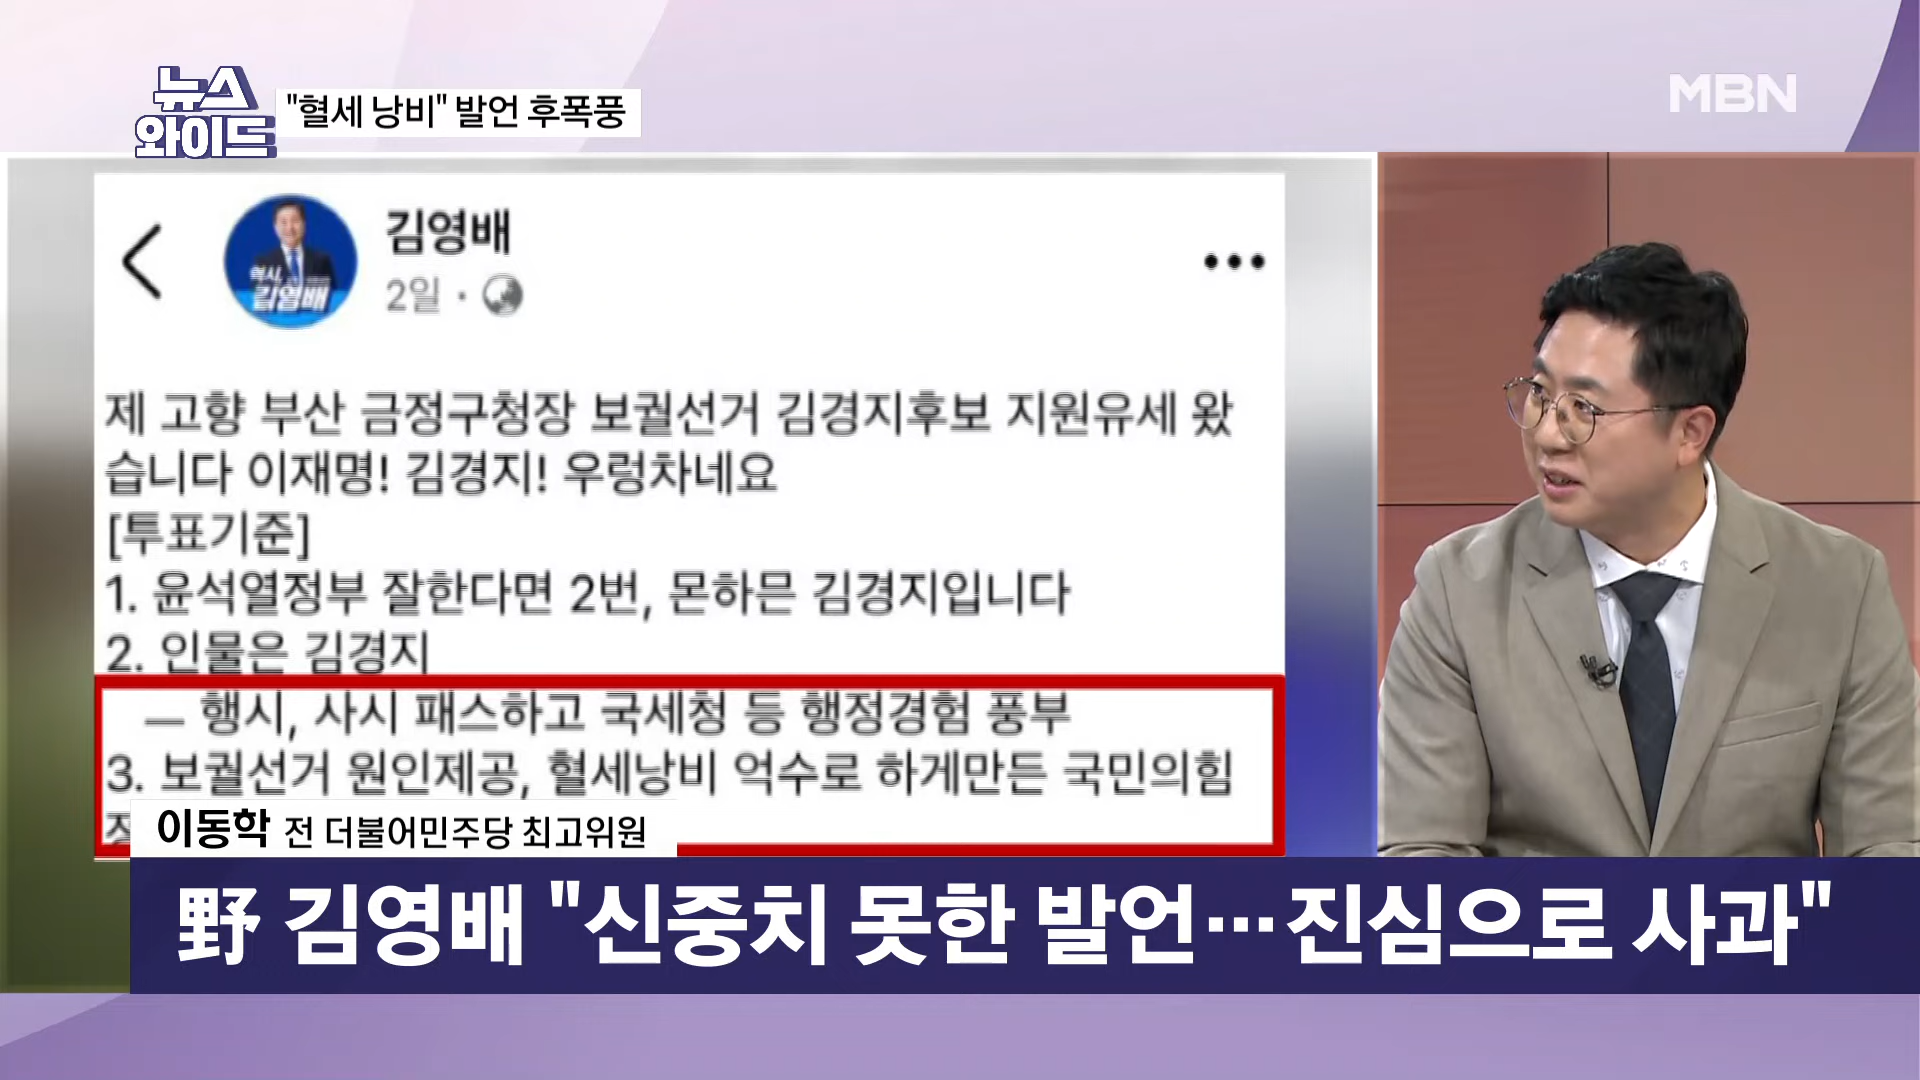 뉴스
와이드
"혈세 낭비" 발언 후폭풍
MBN
김영배
2일
역시,
김영배
제 고향 부산 금정구청장 보궐선거 김경지후보 지원유세 왔
습니다 이재명! 김경지! 우렁차네요
[투표기준]
1. 윤석열정부 잘한다면 2번, 몬하믄 김경지입니다
2. 인물은 김경지
— 행시, 사시 패스하고 국세청 등 행정경험 풍부
3. 보궐선거 원인제공, 혈세낭비 억수로 하게만든 국민의힘
이동학 전 더불어민주당 최고위원
野 김영배 "신중치 못한 발언…진심으로 사과"